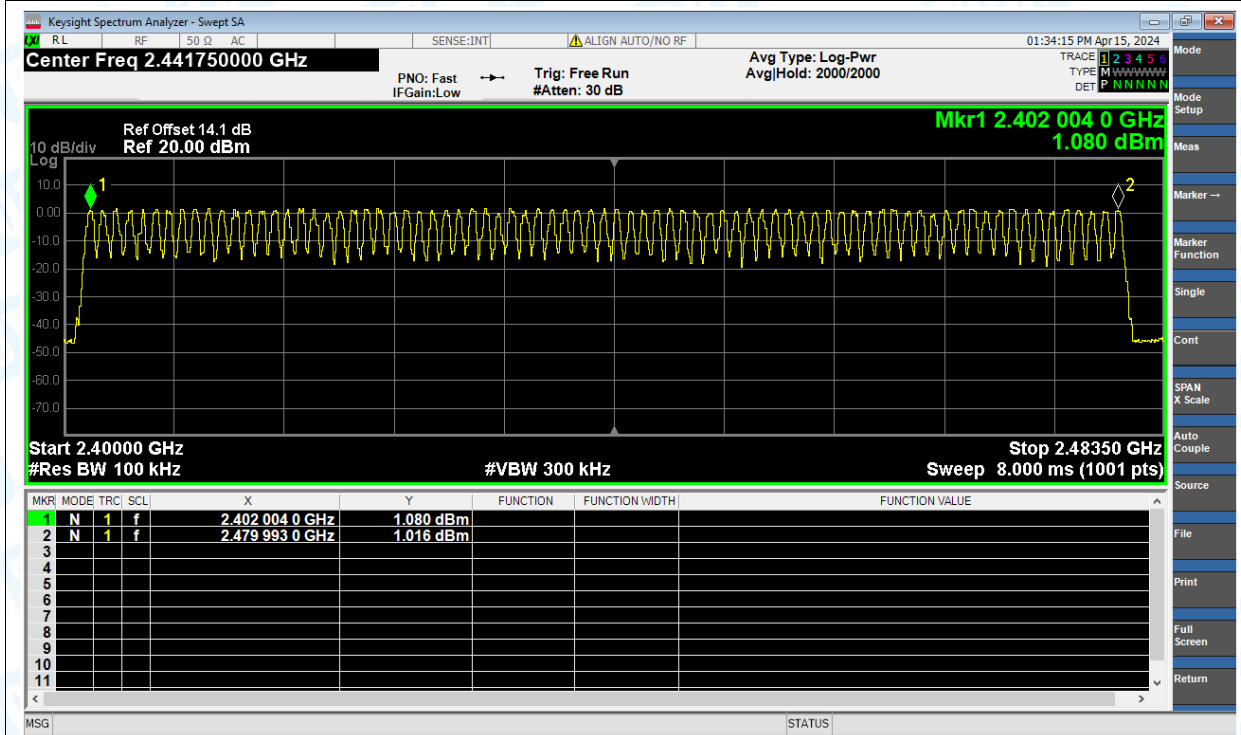 Keysight Spectrum Analyzer - Swept SA
LXI RL RF 50 Ω AC SENSE:INT ALIGN AUTO/NO RF 01:34:15 PM Apr 15, 2024
Center Freq 2.441750000 GHz
PNO: Fast Trig: Free Run Avg Type: Log-Pwr TRACE 1 2 3 4 5 6
IFGain:Low #Atten: 30 dB Avg|Hold: 2000/2000 TYPE M WWWWW
DET P N N N N N
Ref Offset 14.1 dB Mkr1 2.402 004 0 GHz
10 dB/div Ref 20.00 dBm 1.080 dBm
Log
10.0
0.00
-10.0
-20.0
-30.0
-40.0
-50.0
-60.0
-70.0
1
2
Start 2.40000 GHz Stop 2.48350 GHz
#Res BW 100 kHz #VBW 300 kHz Sweep 8.000 ms (1001 pts)
MKR MODE TRC SCL X Y FUNCTION FUNCTION WIDTH FUNCTION VALUE
1 N 1 f 2.402 004 0 GHz 1.080 dBm
2 N 1 f 2.479 993 0 GHz 1.016 dBm
3
4
5
6
7
8
9
10
11
MSG STATUS
Mode
Mode
Setup
Meas
Marker →
Marker
Function
Single
Cont
SPAN
X Scale
Auto
Couple
Source
File
Print
Full
Screen
Return